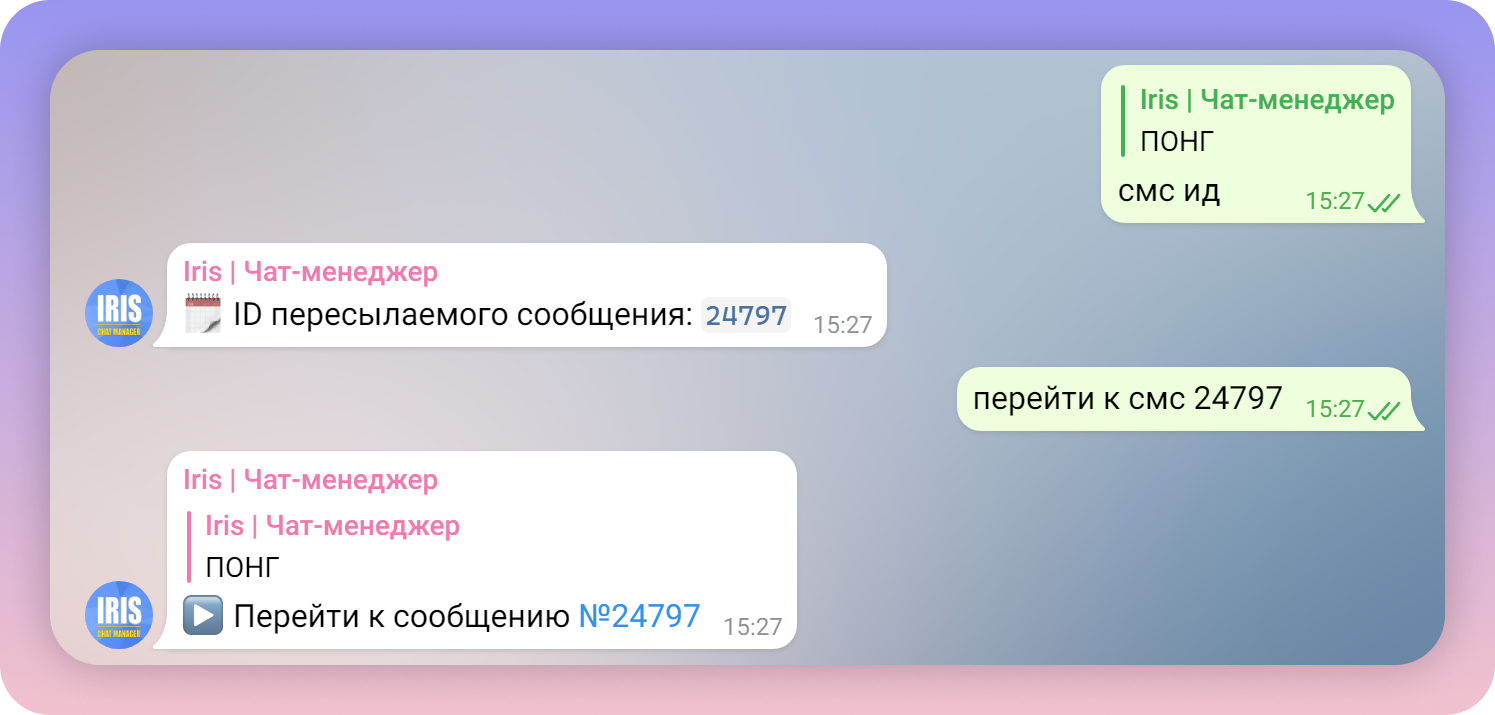 Iris | Чат-менеджер
ПОНГ
смс ид 15:27
Iris | Чат-менеджер
IRIS
CHAT MANAGER
ID пересылаемого сообщения: 24797 15:27
перейти к смс 24797 15:27
Iris | Чат-менеджер
Iris | Чат-менеджер
ПОНГ
IRIS
CHAT MANAGER
Перейти к сообщению №24797 15:27